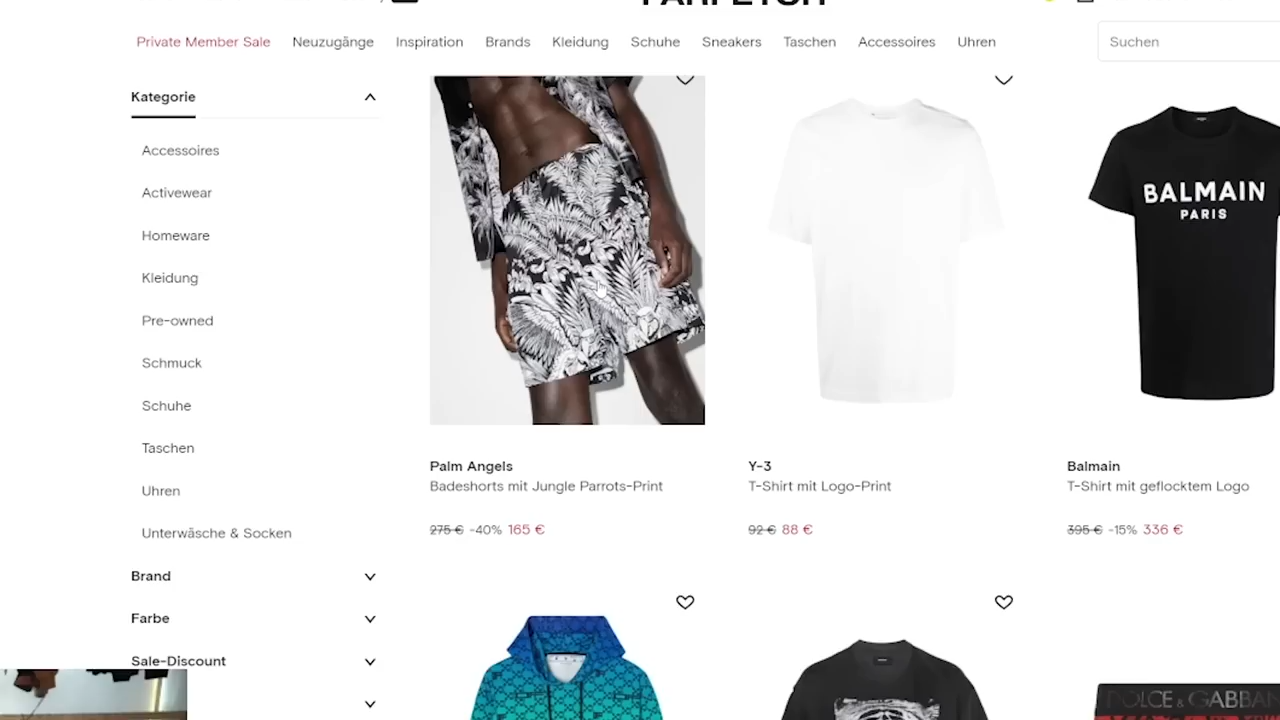 FARFETCH
Private Member Sale Neuzugänge Inspiration Brands Kleidung Schuhe Sneakers Taschen Accessoires Uhren Suchen
Kategorie
Accessoires
Activewear
Homeware
Kleidung
Pre-owned
Schmuck
Schuhe
Taschen
Uhren
Unterwäsche & Socken
Brand
Farbe
Sale-Discount
BALMAIN
PARIS
Palm Angels
Badeshorts mit Jungle Parrots-Print
275 € -40% 165 €
Y-3
T-Shirt mit Logo-Print
92 € 88 €
Balmain
T-Shirt mit geflocktem Logo
395 € -15% 336 €
DOLCE & GABBAN